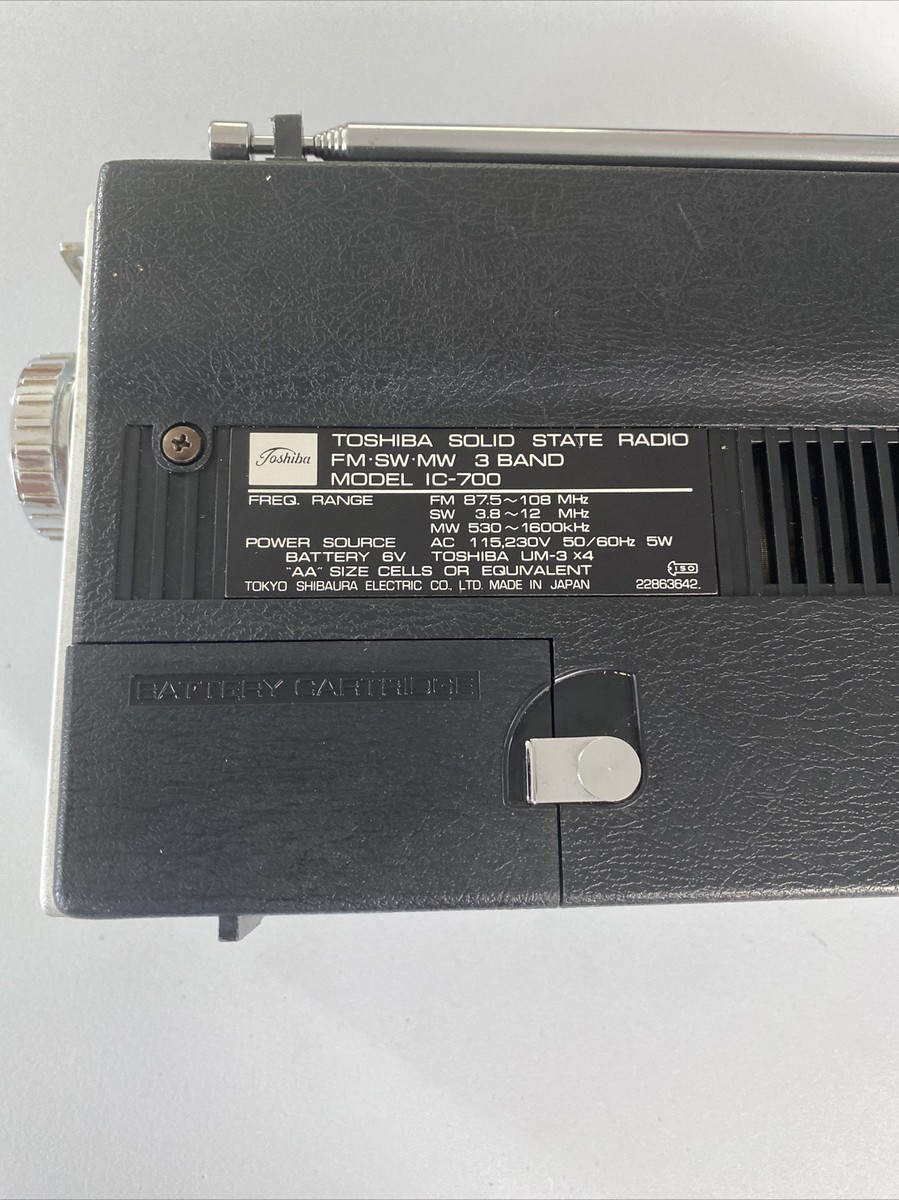 Toshiba
TOSHIBA SOLID STATE RADIO
FM·SW·MW 3 BAND
MODEL IC-700
FREQ. RANGE FM 87.5~108 MHz
SW 3.8~12 MHz
MW 530~1600kHz
POWER SOURCE AC 115,230V 50/60Hz 5W
BATTERY 6V TOSHIBA UM-3 x4
"AA" SIZE CELLS OR EQUIVALENT
ISO
TOKYO SHIBAURA ELECTRIC CO., LTD. MADE IN JAPAN 22863642.
BATTERY CARTRIDGE